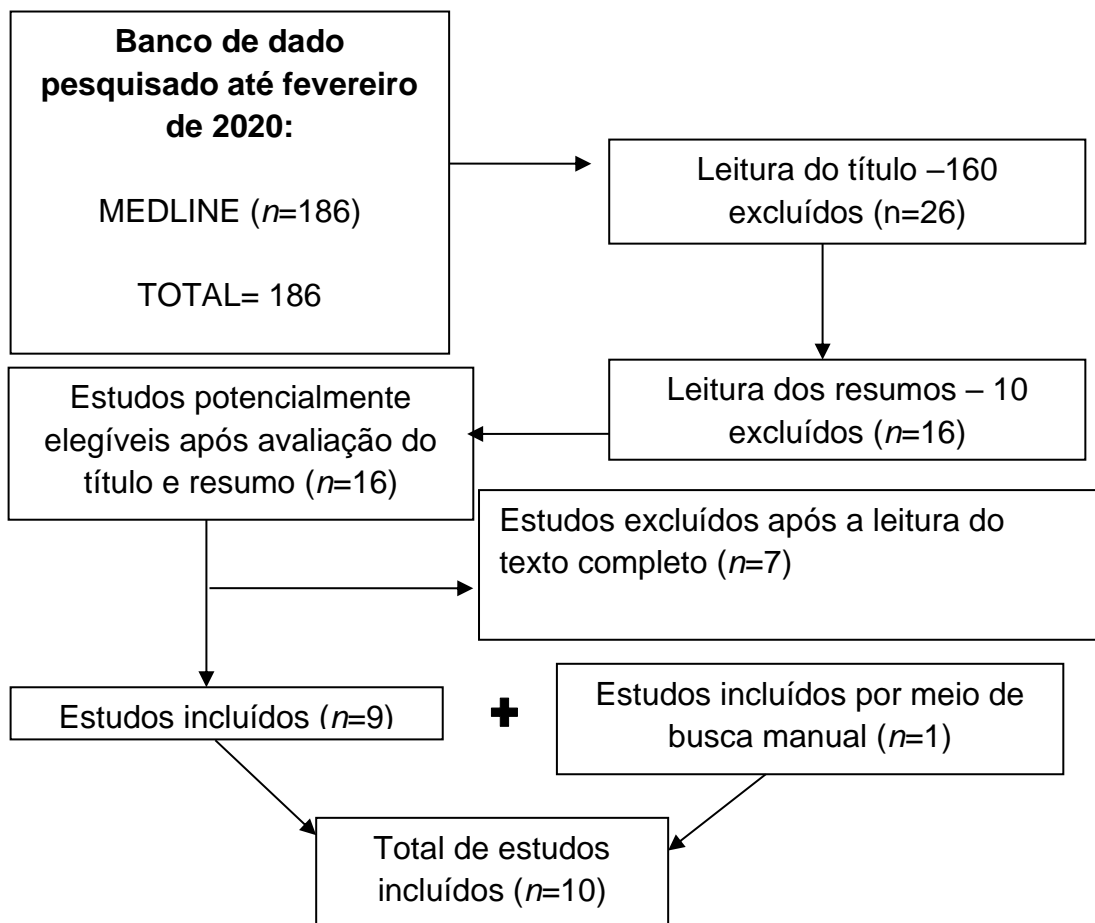 Banco de dado
pesquisado até fevereiro
de 2020:
MEDLINE (n=186)
TOTAL= 186
Leitura do título –160
excluídos (n=26)
Leitura dos resumos – 10
excluídos (n=16)
Estudos potencialmente
elegíveis após avaliação do
título e resumo (n=16)
Estudos excluídos após a leitura do
texto completo (n=7)
Estudos incluídos (n=9)
Estudos incluídos por meio de
busca manual (n=1)
Total de estudos
incluídos (n=10)